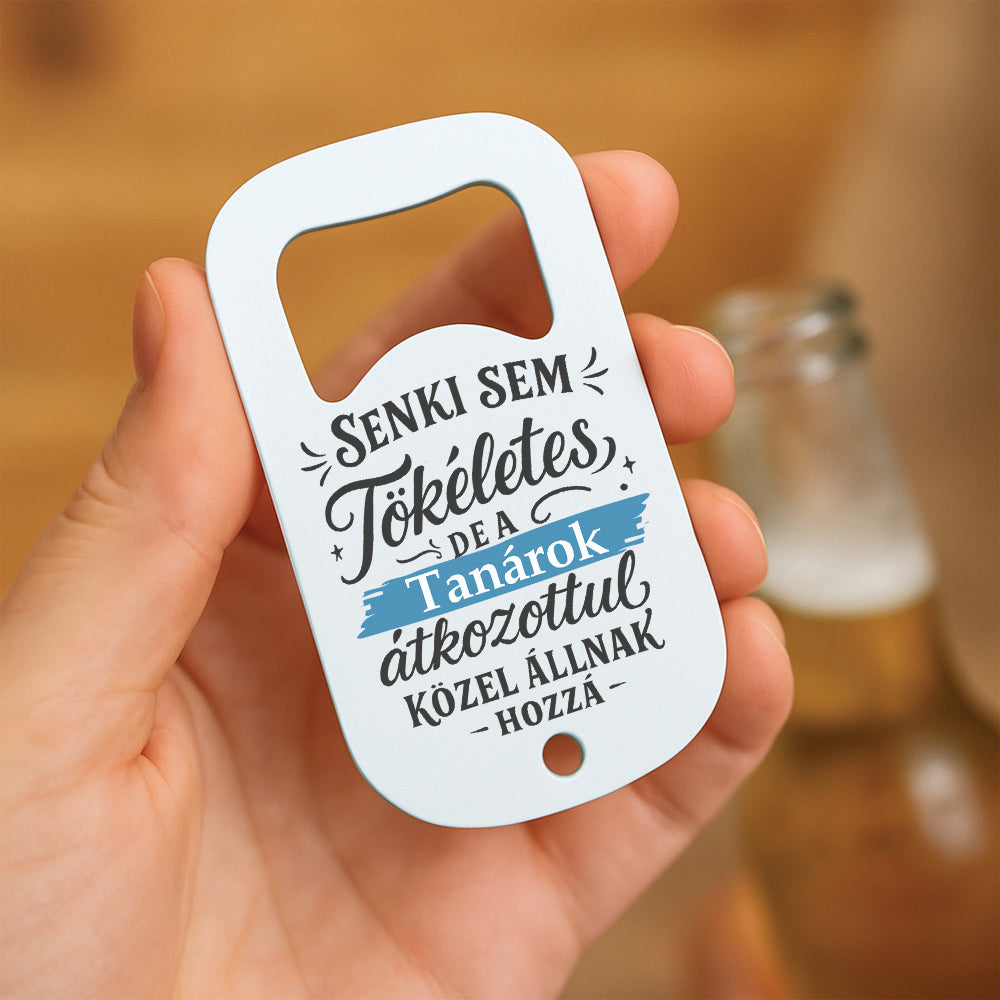 SENKI SEM
Tökéletes,
DE A
Tanárok
átkozottul
KÖZEL ÁLLNAK
- HOZZÁ -